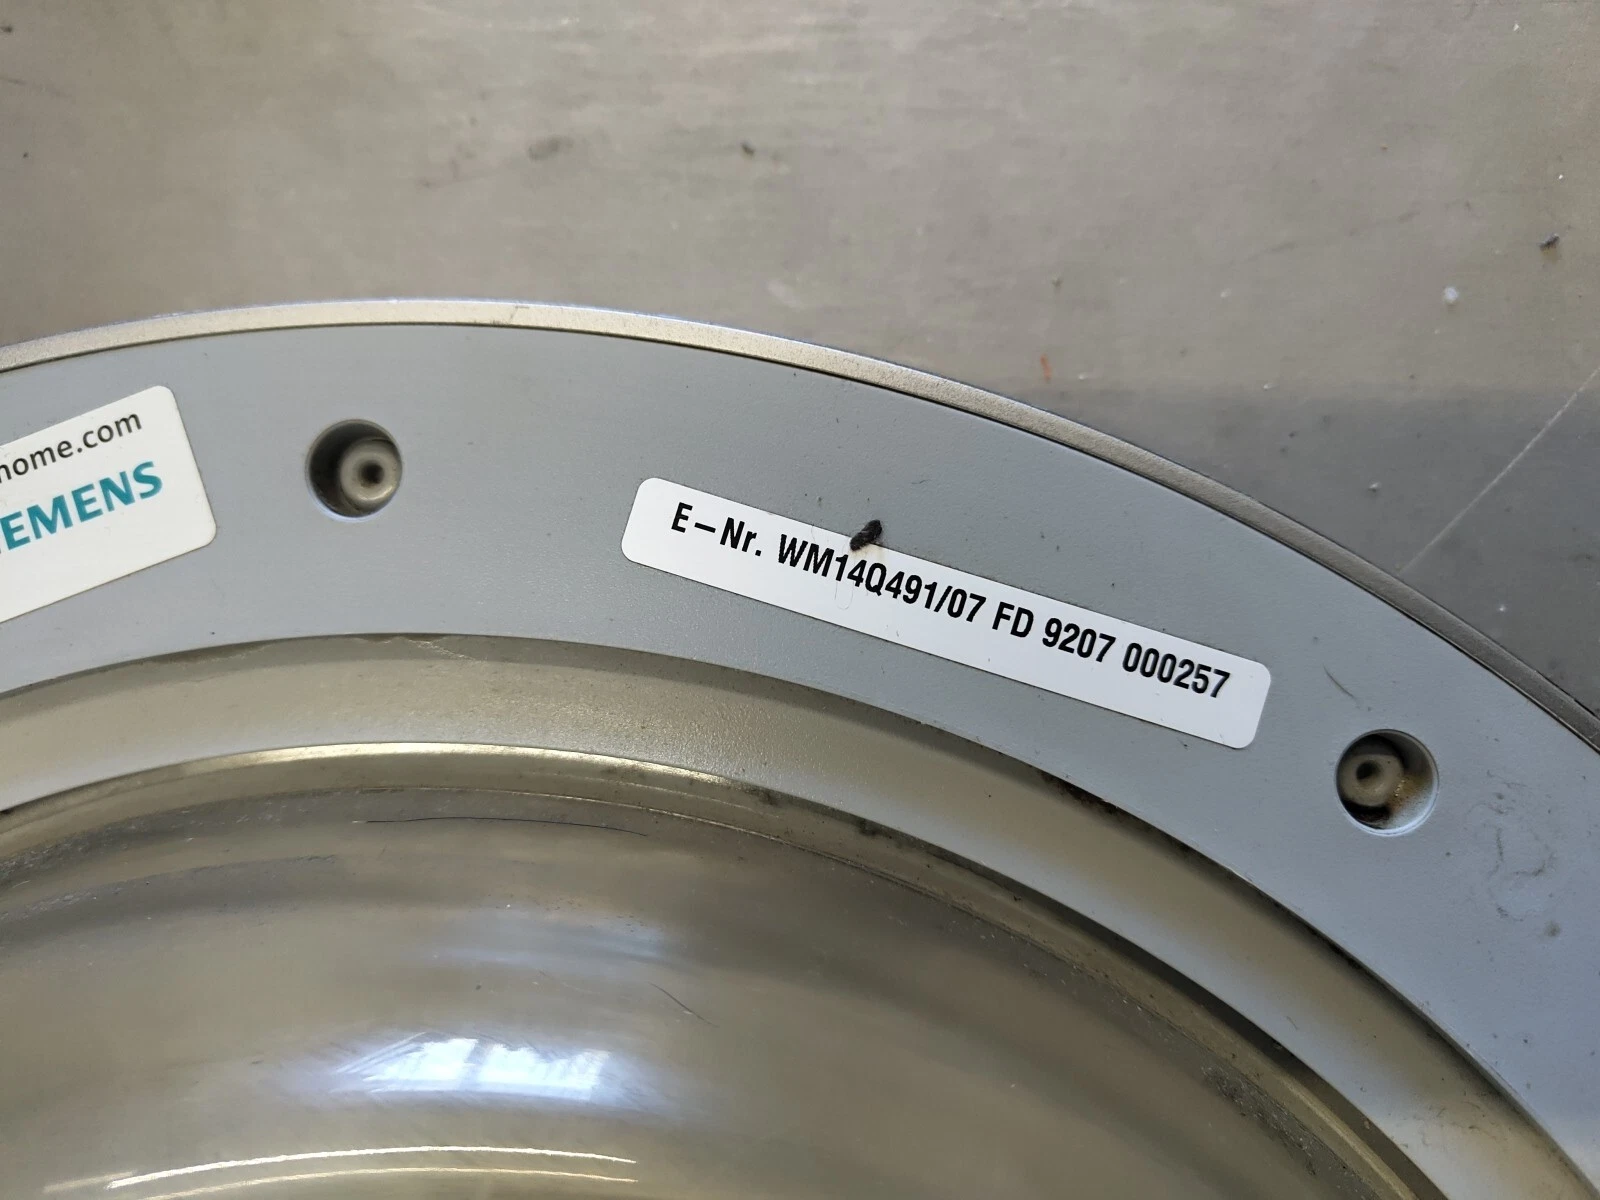 home.com
EMENS
E-Nr. WM14Q491/07 FD 9207 000257